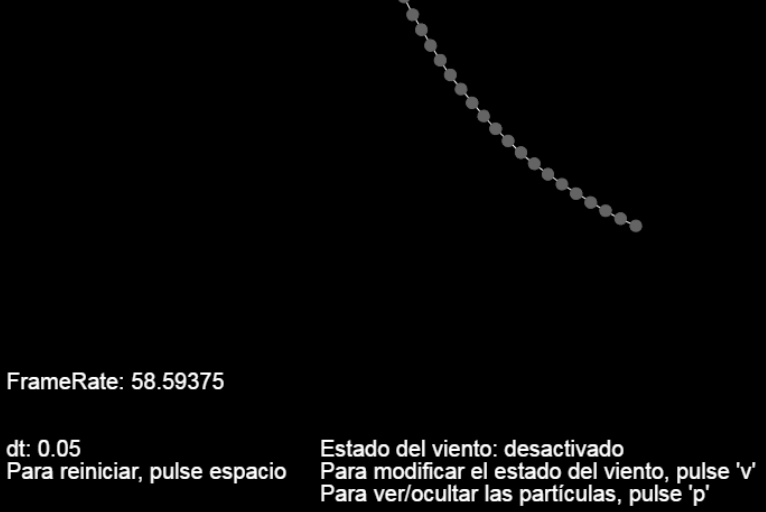 FrameRate: 58.59375
dt: 0.05
Para reiniciar, pulse espacio
Estado del viento: desactivado
Para modificar el estado del viento, pulse 'v'
Para ver/ocultar las partículas, pulse 'p'